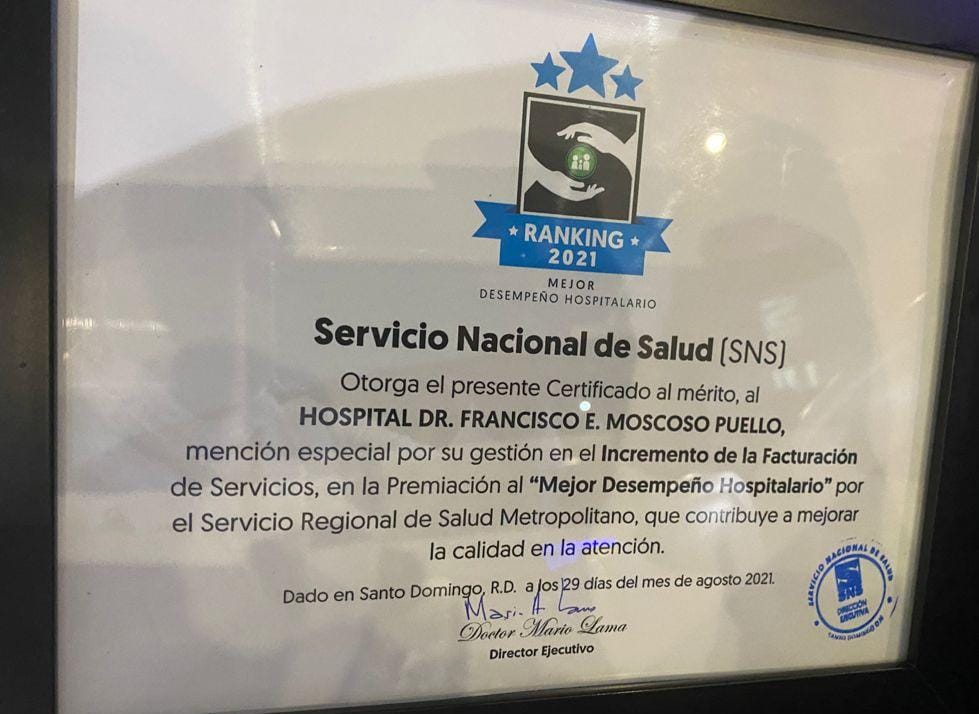 RANKING
2021
MEJOR
DESEMPEÑO HOSPITALARIO
Servicio Nacional de Salud (SNS)
Otorga el presente Certificado al mérito, al
HOSPITAL DR. FRANCISCO E. MOSCOSO PUELLO,
mención especial por su gestión en el Incremento de la Facturación
de Servicios, en la Premiación al “Mejor Desempeño Hospitalario” por
el Servicio Regional de Salud Metropolitano, que contribuye a mejorar
la calidad en la atención.
Dado en Santo Domingo, R.D. a los 29 días del mes de agosto 2021.
Mario A Lama
Doctor Mario Lama
Director Ejecutivo
SERVICIO NACIONAL DE SALUD
SNS
DIRECCIÓN
EJECUTIVA